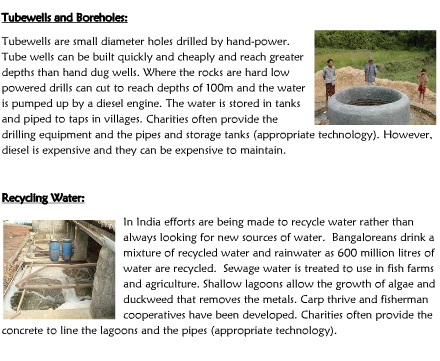 Tubewells and Boreholes:
Tubewells are small diameter holes drilled by hand-power.
Tube wells can be built quickly and cheaply and reach greater
depths than hand dug wells. Where the rocks are hard low
powered drills can cut to reach depths of 100m and the water
is pumped up by a diesel engine. The water is stored in tanks
and piped to taps in villages. Charities often provide the
drilling equipment and the pipes and storage tanks (appropriate technology). However,
diesel is expensive and they can be expensive to maintain.
Recycling Water:
In India efforts are being made to recycle water rather than
always looking for new sources of water. Bangaloreans drink a
mixture of recycled water and rainwater as 600 million litres of
water are recycled. Sewage water is treated to use in fish farms
and agriculture. Shallow lagoons allow the growth of algae and
duckweed that removes the metals. Carp thrive and fisherman
cooperatives have been developed. Charities often provide the
concrete to line the lagoons and the pipes (appropriate technology).